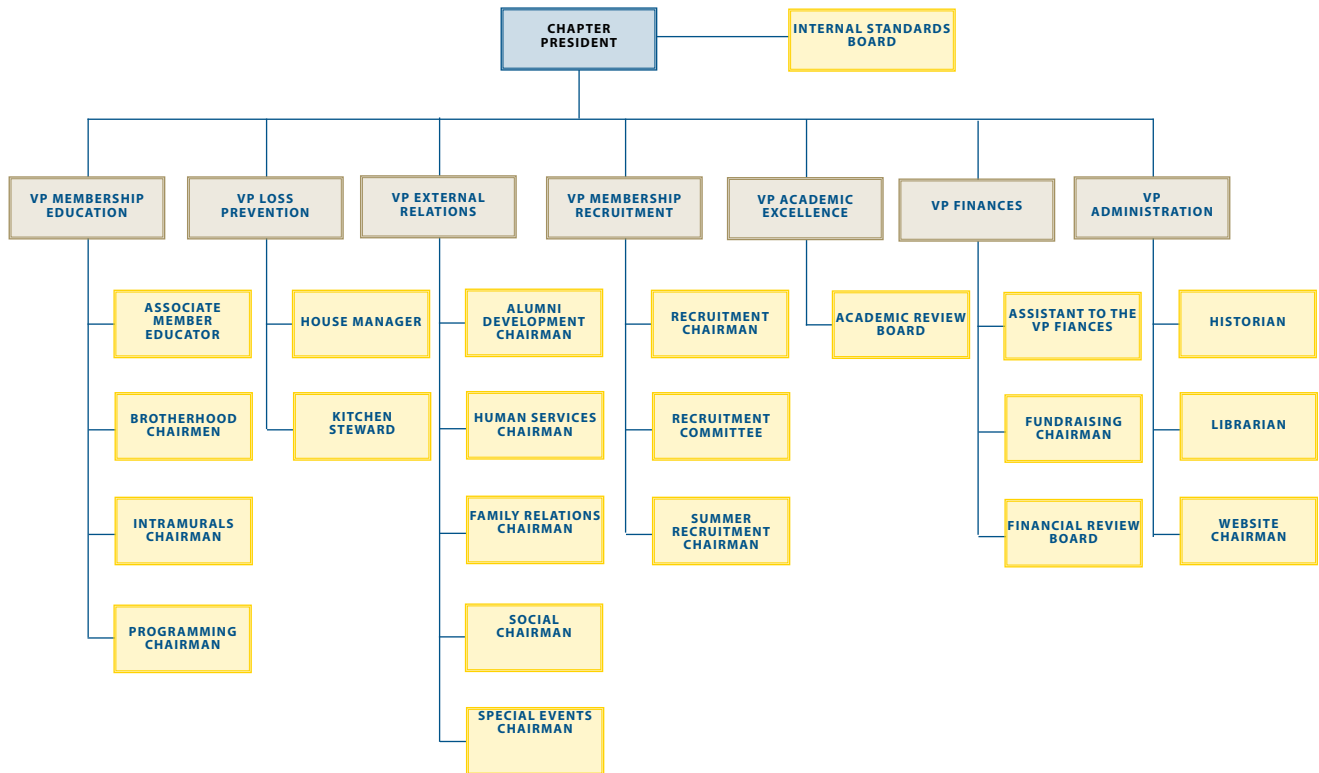 CHAPTER
PRESIDENT
INTERNAL STANDARDS
BOARD
VP MEMBERSHIP
EDUCATION
VP LOSS
PREVENTION
VP EXTERNAL
RELATIONS
VP MEMBERSHIP
RECRUITMENT
VP ACADEMIC
EXCELLENCE
VP FINANCES
VP
ADMINISTRATION
ASSOCIATE
MEMBER
EDUCATOR
HOUSE MANAGER
ALUMNI
DEVELOPMENT
CHAIRMAN
RECRUITMENT
CHAIRMAN
ACADEMIC REVIEW
BOARD
ASSISTANT TO THE
VP FIANCES
HISTORIAN
BROTHERHOOD
CHAIRMEN
KITCHEN
STEWARD
HUMAN SERVICES
CHAIRMAN
RECRUITMENT
COMMITTEE
FUNDRAISING
CHAIRMAN
LIBRARIAN
INTRAMURALS
CHAIRMAN
FAMILY RELATIONS
CHAIRMAN
SUMMER
RECRUITMENT
CHAIRMAN
FINANCIAL REVIEW
BOARD
WEBSITE
CHAIRMAN
PROGRAMMING
CHAIRMAN
SOCIAL
CHAIRMAN
SPECIAL EVENTS
CHAIRMAN